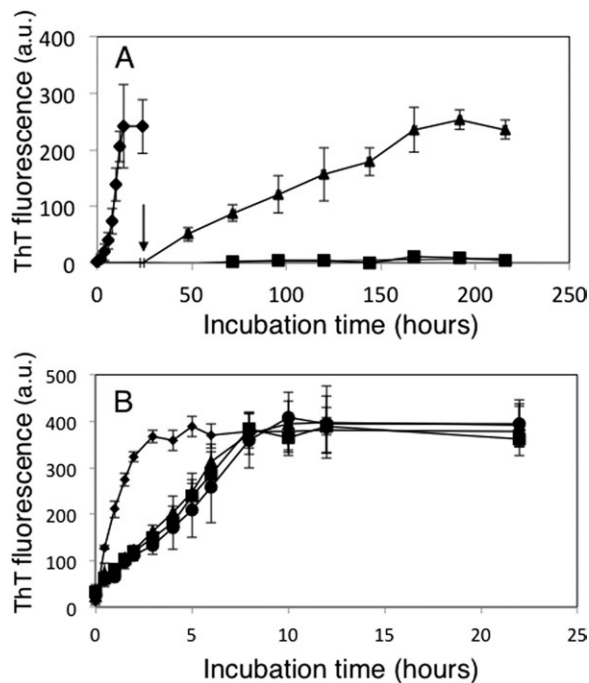 A
ThT fluorescence (a.u.)
400
300
200
100
0
0 50 100 150 200 250
Incubation time (hours)
B
ThT fluorescence (a.u.)
500
400
300
200
100
0
0 5 10 15 20 25
Incubation time (hours)